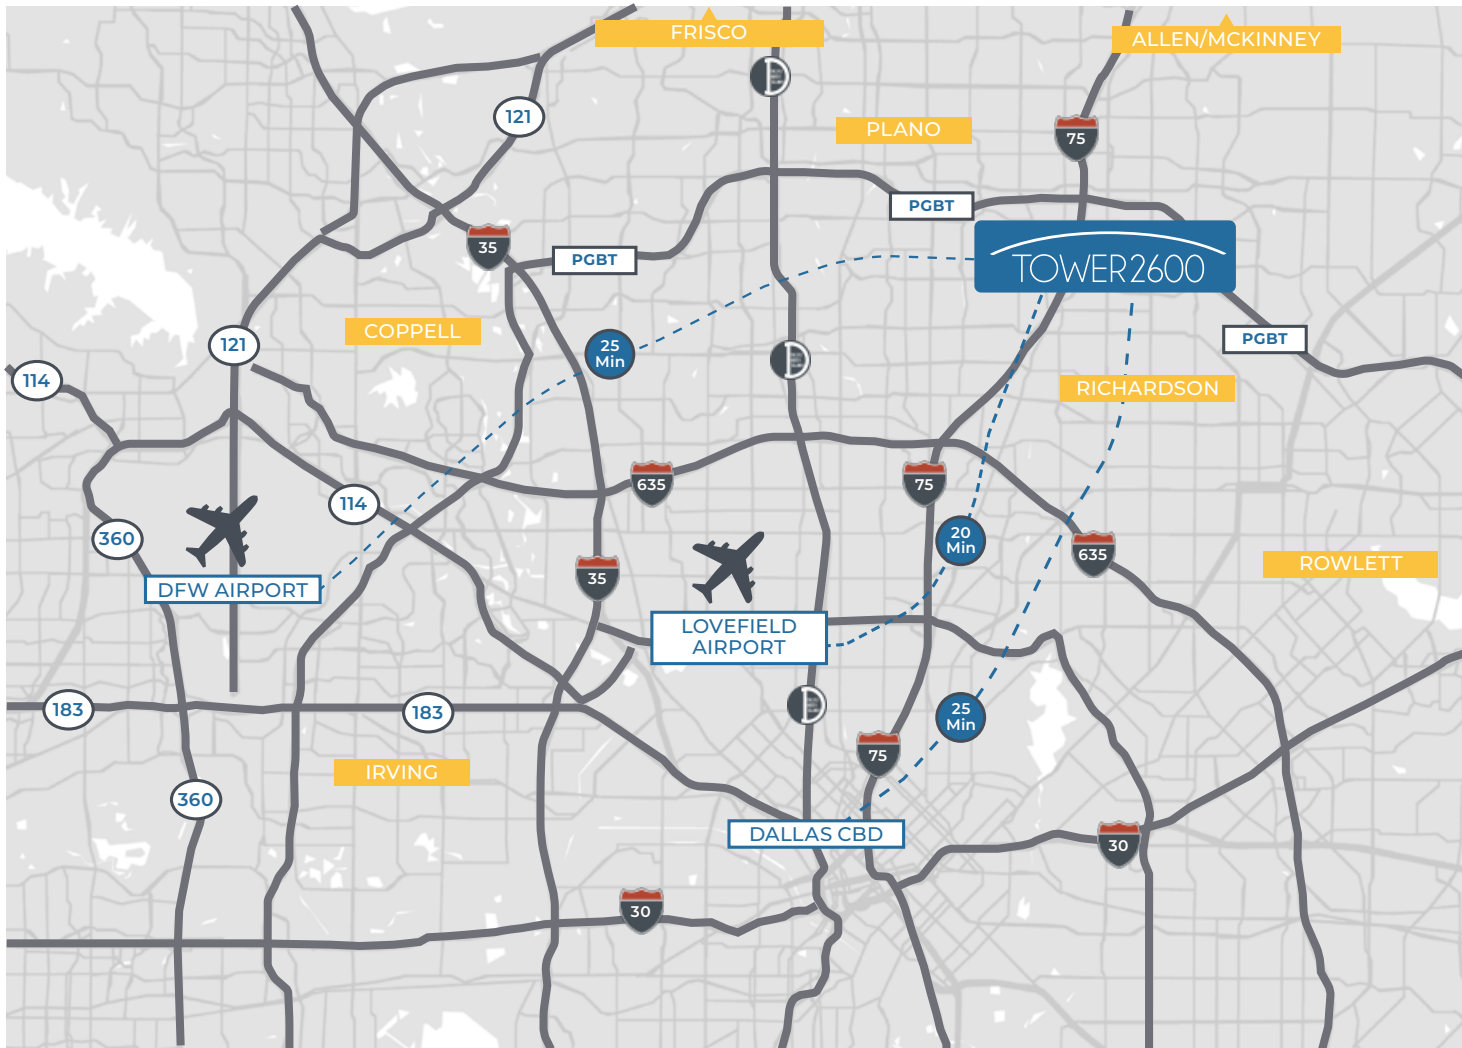 FRISCO
ALLEN/MCKINNEY
121
PLANO
75
PGBT
35
PGBT
TOWER2600
COPPELL
121
25
Min
PGBT
114
RICHARDSON
635
75
114
360
20
Min
635
ROWLETT
35
DFW AIRPORT
LOVEFIELD
AIRPORT
183
183
25
Min
75
IRVING
360
DALLAS CBD
30
30